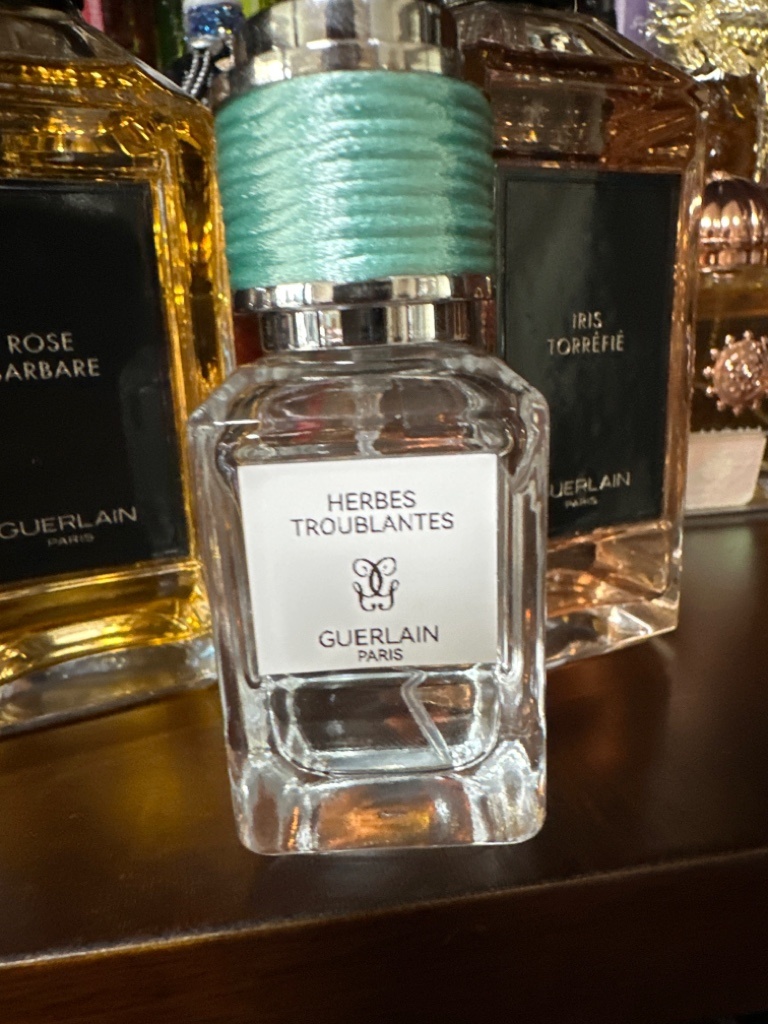 ROSE
BARBARE
GUERLAIN
PARIS
HERBES
TROUBLANTES
GUERLAIN
PARIS
IRIS
TORRÉFIÉ
GUERLAIN
PARIS